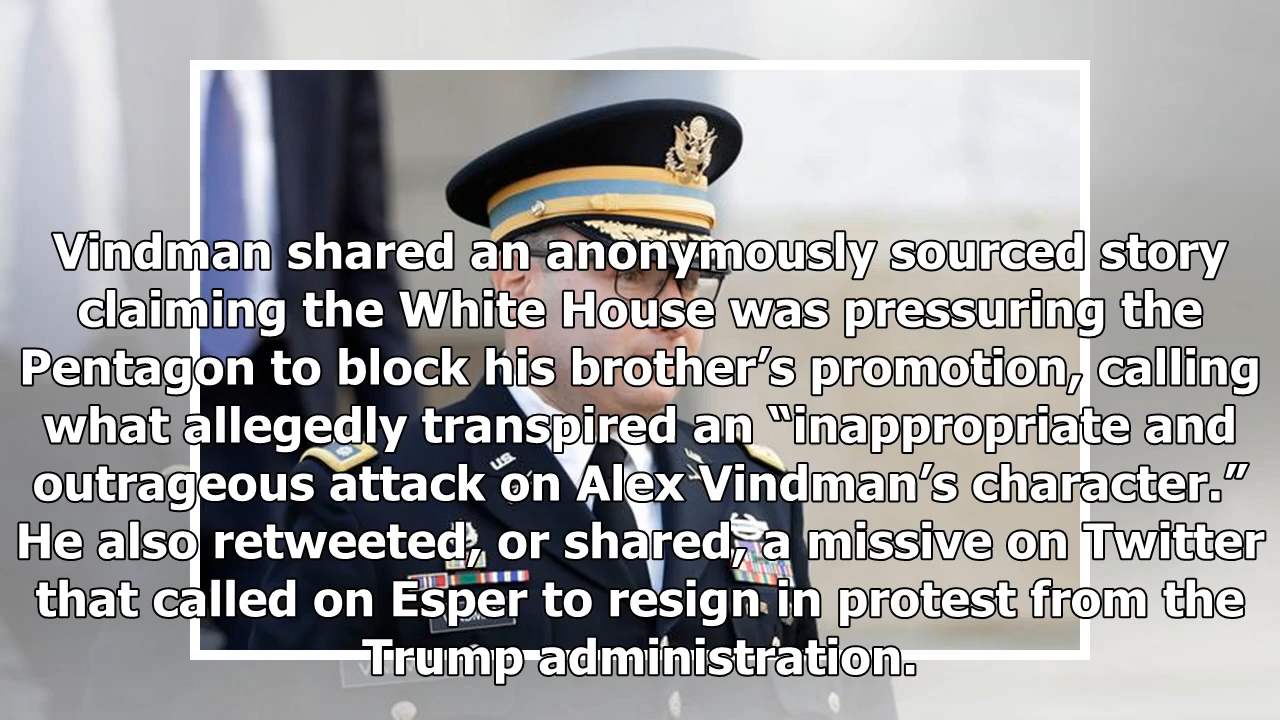 Vindman shared an anonymously sourced story
claiming the White House was pressuring the
Pentagon to block his brother’s promotion, calling
what allegedly transpired an “inappropriate and
outrageous attack on Alex Vindman’s character.”
He also retweeted, or shared, a missive on Twitter
that called on Esper to resign in protest from the
Trump administration.
U.S.